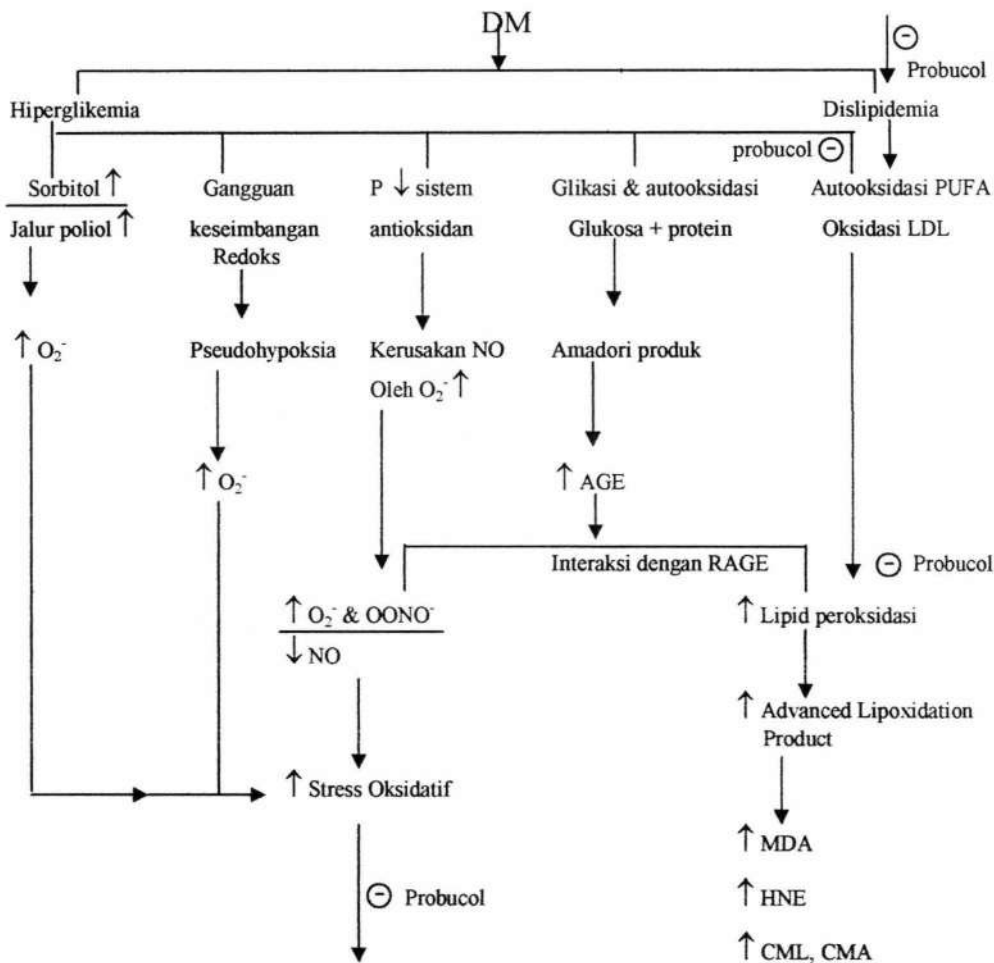 DM
⊖
Probucol
Hiperglikemia
Dislipidemia
probucol ⊖
Sorbitol ↑
Gangguan
P ↓ sistem
Glikasi & autooksidasi
Autooksidasi PUFA
Jalur poliol ↑
keseimbangan
antioksidan
Glukosa + protein
Oksidasi LDL
Redoks
↑ O₂⁻
Pseudohypoksia
Kerusakan NO
Amadori produk
Oleh O₂⁻ ↑
↑ O₂⁻
↑ AGE
Interaksi dengan RAGE
⊖ Probucol
↑ O₂⁻ & OONO⁻
↑ Lipid peroksidasi
↓ NO
↑ Advanced Lipoxidation
Product
↑ Stress Oksidatif
↑ MDA
⊖ Probucol
↑ HNE
↑ CML, CMA